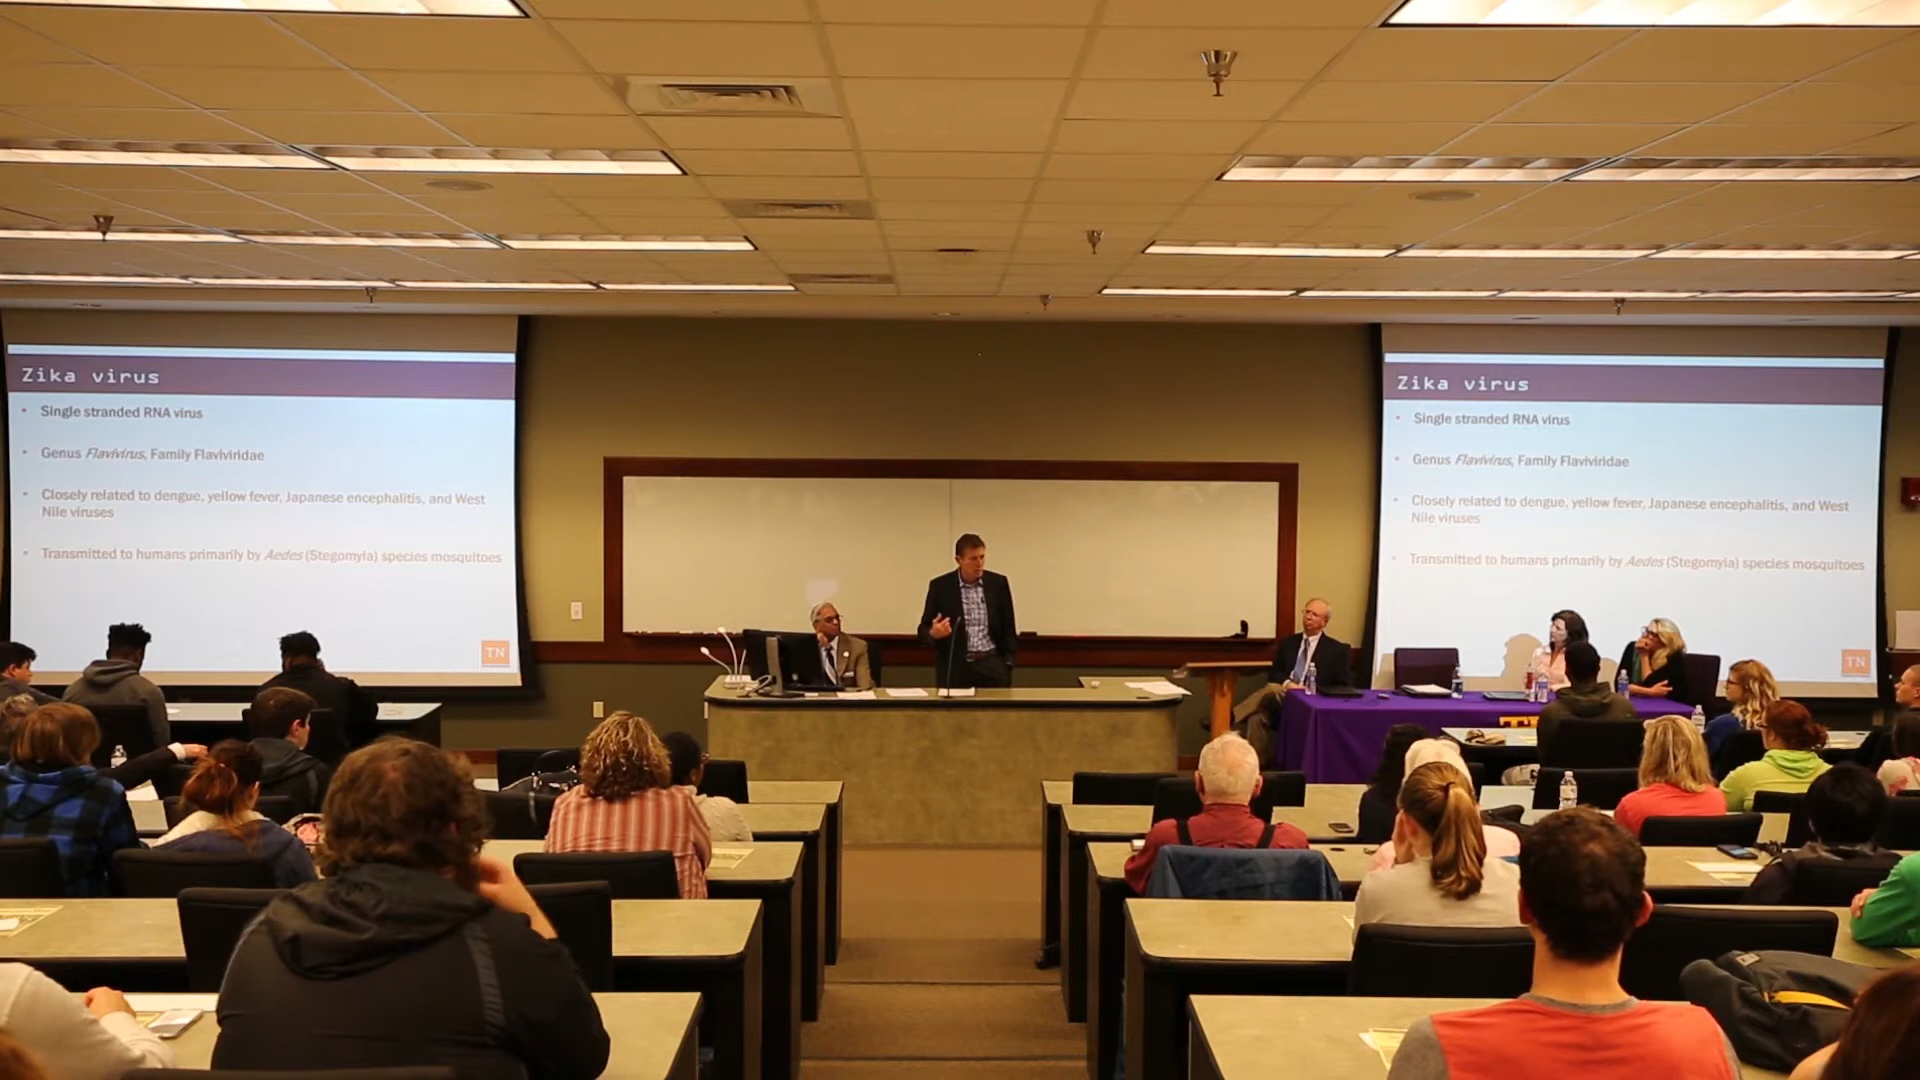 Zika virus
• Single stranded RNA virus
• Genus Flavivirus, Family Flaviviridae
• Closely related to dengue, yellow fever, Japanese encephalitis, and West
Nile viruses
• Transmitted to humans primarily by Aedes (Stegomyia) species mosquitoes
TN
Zika virus
• Single stranded RNA virus
• Genus Flavivirus, Family Flaviviridae
• Closely related to dengue, yellow fever, Japanese encephalitis, and West
Nile viruses
• Transmitted to humans primarily by Aedes (Stegomyia) species mosquitoes
TN